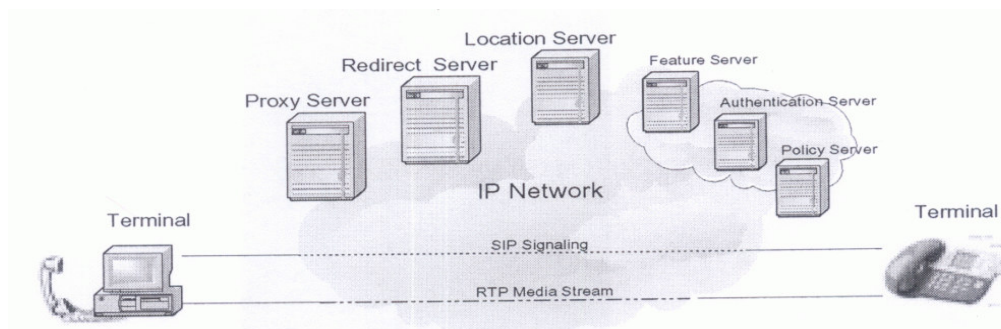 Location Server
Redirect Server
Feature Server
Proxy Server
Authentication Server
Policy Server
IP Network
Terminal
Terminal
SIP Signaling
RTP Media Stream